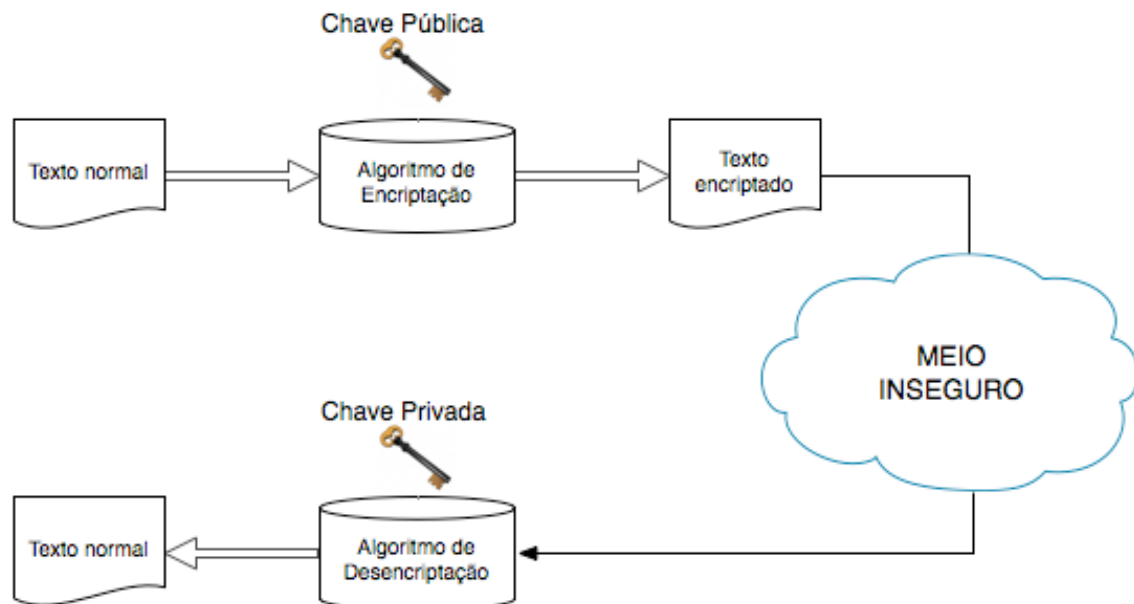 Chave Pública
Texto normal
Algoritmo de
Encriptação
Texto
encriptado
MEIO
INSEGURO
Chave Privada
Texto normal
Algoritmo de
Desencriptação